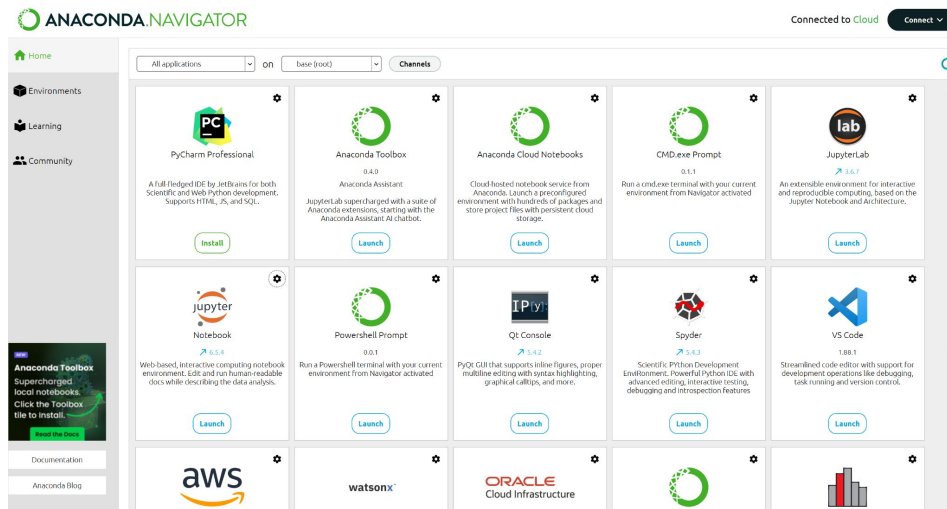 ANACONDA.NAVIGATOR
Connected to Cloud
Connect
Home
Environments
Learning
Community
All applications
on
base (root)
Channels
PC
PyCharm Professional
A full-fledged IDE by JetBrains for both
Scientific and Web Python development.
Supports HTML, JS, and SQL.
Install
Anaconda Toolbox
0.4.0
Anaconda Assistant
JupyterLab supercharged with a suite of
Anaconda extensions, starting with the
Anaconda Assistant AI chatbot.
Launch
Anaconda Cloud Notebooks
Cloud-hosted notebook service from
Anaconda. Launch a preconfigured
environment with hundreds of packages and
store project files with persistent cloud
storage.
Launch
CMD.exe Prompt
0.1.1
Run a cmd.exe terminal with your current
environment from Navigator activated
Launch
lab
JupyterLab
3.6.7
An extensible environment for interactive
and reproducible computing, based on the
Jupyter Notebook and Architecture.
Launch
jupyter
Notebook
6.5.4
Web-based, interactive computing notebook
environment. Edit and run human-readable
docs while describing the data analysis.
Launch
Powershell Prompt
0.0.1
Run a Powershell terminal with your current
environment from Navigator activated
Launch
IP[y]:
Qt Console
5.4.2
PyQt GUI that supports inline figures, proper
multiline editing with syntax highlighting,
graphical calltips, and more.
Launch
Spyder
5.4.3
Scientific PYthon Development
EnviRonment. Powerful Python IDE with
advanced editing, interactive testing,
debugging and introspection features
Launch
VS Code
1.88.1
Streamlined code editor with support for
development operations like debugging,
task running and version control.
Launch
NEW
Anaconda Toolbox
Supercharged
local notebooks.
Click the Toolbox
tile to Install.
Read the Docs
Documentation
Anaconda Blog
aws
watsonx
ORACLE
Cloud Infrastructure